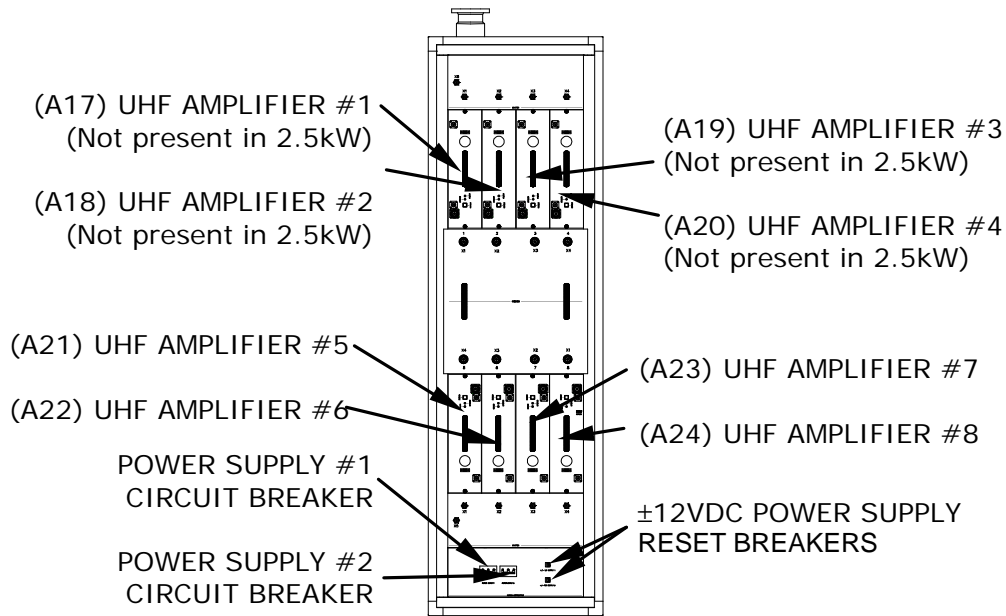 (A17) UHF AMPLIFIER #1
(Not present in 2.5kW)
(A18) UHF AMPLIFIER #2
(Not present in 2.5kW)
(A19) UHF AMPLIFIER #3
(Not present in 2.5kW)
(A20) UHF AMPLIFIER #4
(Not present in 2.5kW)
(A21) UHF AMPLIFIER #5
(A22) UHF AMPLIFIER #6
(A23) UHF AMPLIFIER #7
(A24) UHF AMPLIFIER #8
POWER SUPPLY #1
CIRCUIT BREAKER
POWER SUPPLY #2
CIRCUIT BREAKER
±12VDC POWER SUPPLY
RESET BREAKERS